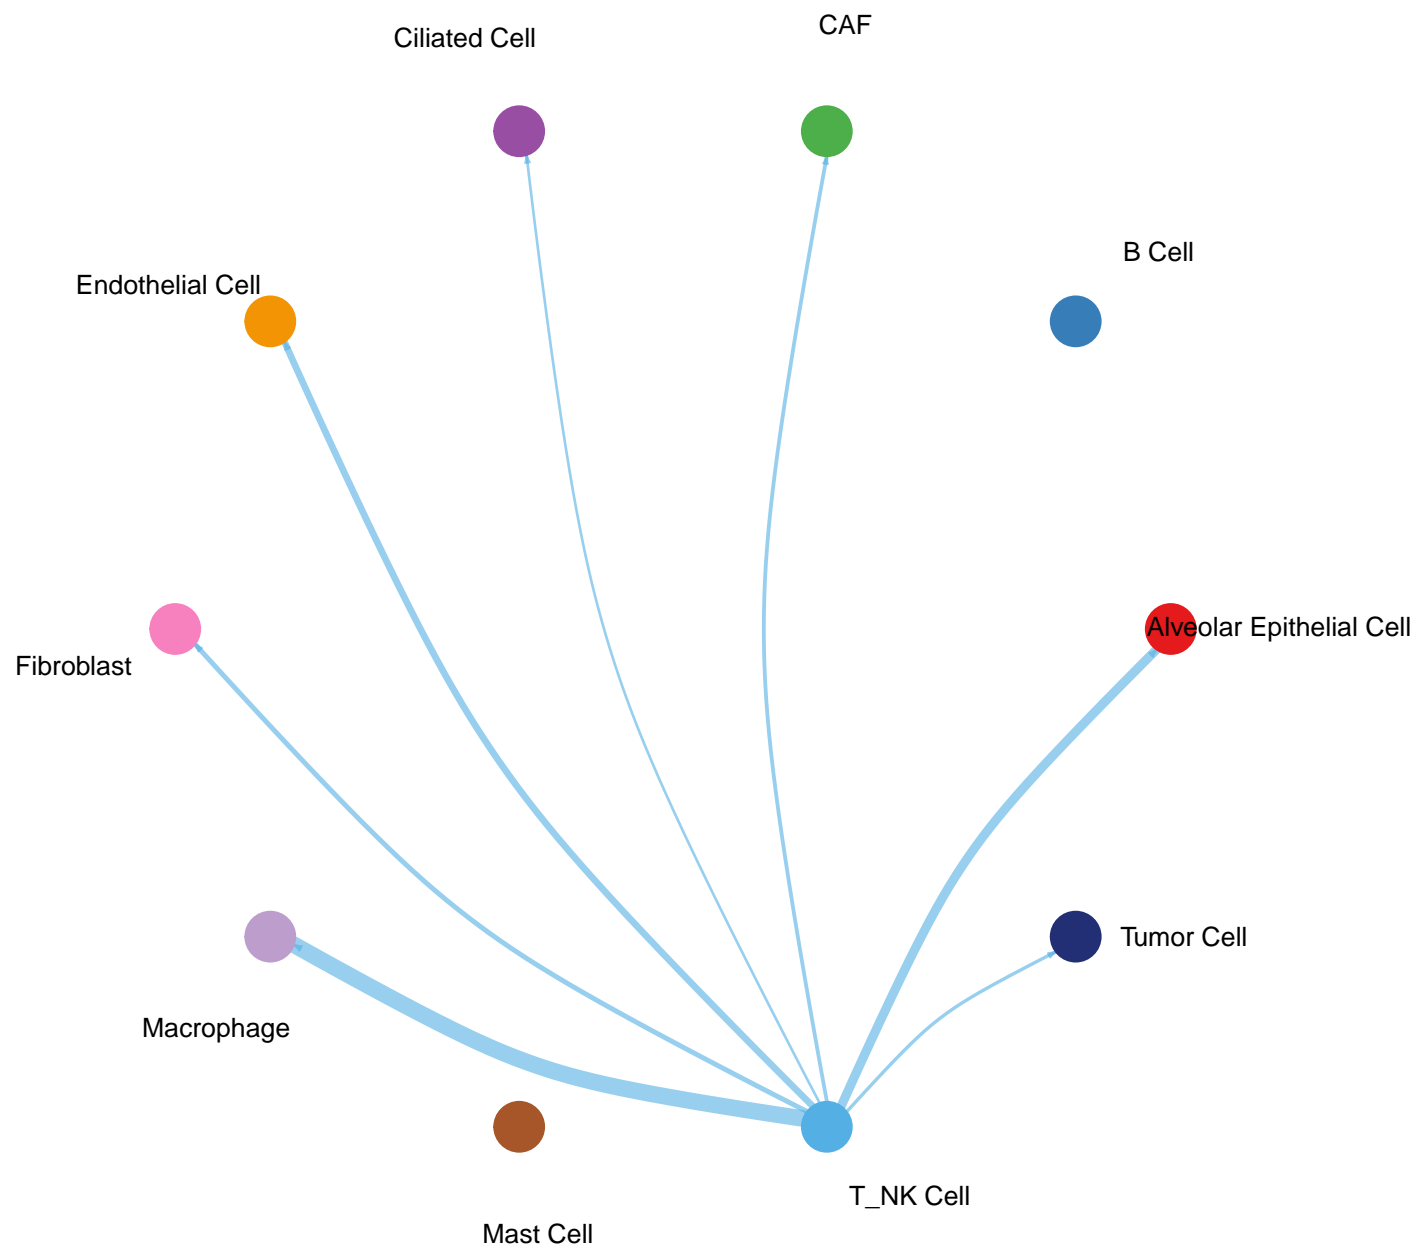 CAF
Ciliated Cell
B Cell
Endothelial Cell
Alveolar Epithelial Cell
Fibroblast
Tumor Cell
Macrophage
T_NK Cell
Mast Cell